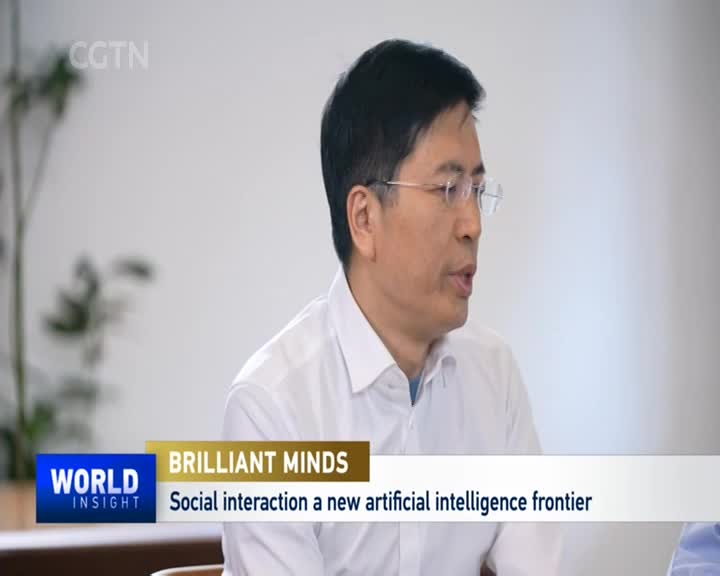 CGTN
BRILLIANT MINDS
WORLD
INSIGHT
Social interaction a new artificial intelligence frontier